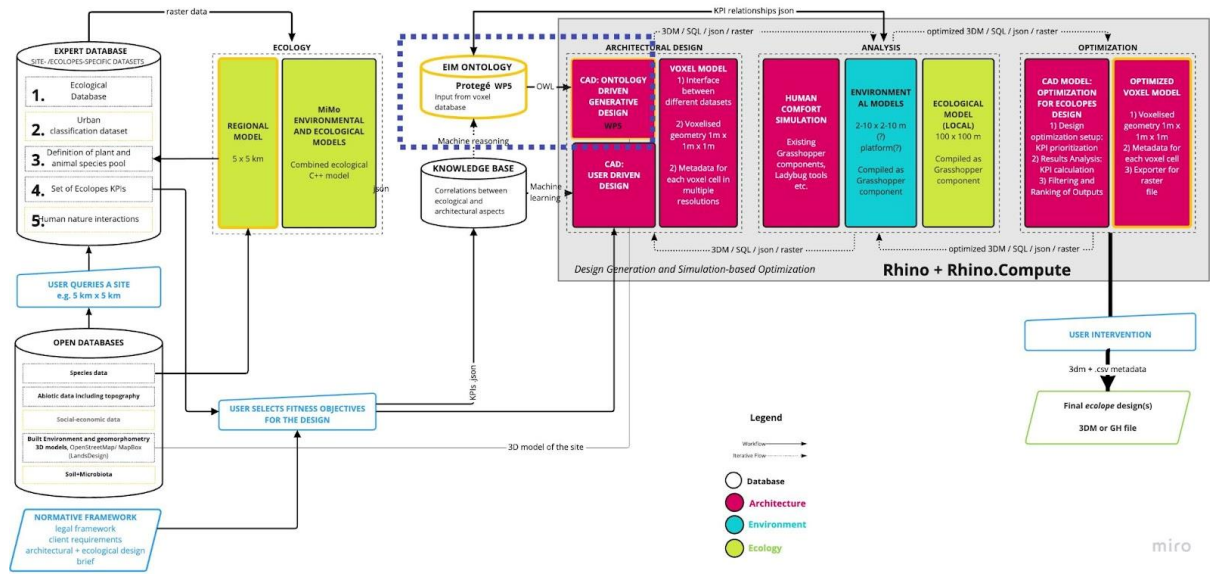 raster data
KPI relationships json
EXPERT DATABASE
SITE- /ECOLOPES-SPECIFIC DATASETS
1.
Ecological
Database
2.
Urban
classification dataset
3.
Definition of plant and
animal species pool
4.
Set of Ecolopes KPIs
5.
Human nature interactions
ECOLOGY
REGIONAL
MODEL
5 x 5 km
MiMo
ENVIRONMENTAL
AND ECOLOGICAL
MODELS
Combined ecological
C++ model
json
EIM ONTOLOGY
Protegé WP5
Input from voxel
database
OWL
Machine reasoning
KNOWLEDGE BASE
Correlations between
ecological and
architectural aspects
Machine
learning
KPIs .json
3DM / SQL / json / raster
optimized 3DM / SQL / json / raster
ARCHITECTURAL DESIGN
CAD: ONTOLOGY
DRIVEN
GENERATIVE
DESIGN
WP5
CAD:
USER DRIVEN
DESIGN
VOXEL MODEL
1) Interface
between
different datasets
2) Voxelised
geometry 1m x
1m x 1m
2) Metadata for
each voxel cell in
multiple
resolutions
ANALYSIS
HUMAN
COMFORT
SIMULATION
Existing
Grasshopper
components,
Ladybug tools
etc.
ENVIRONMENT
AL MODELS
2-10 x 2-10 m
(?)
platform(?)
Compiled as
Grasshopper
component
ECOLOGICAL
MODEL
(LOCAL)
100 x 100 m
Compiled as
Grasshopper
component
OPTIMIZATION
CAD MODEL:
OPTIMIZATION
FOR ECOLOPES
DESIGN
1) Design
optimization setup:
KPI prioritization
2) Results Analysis:
KPI calculation
3) Filtering and
Ranking of Outputs
OPTIMIZED
VOXEL MODEL
1) Voxelised
geometry 1m x
1m x 1m
2) Metadata for
each voxel cell
3) Exporter for
raster
file
3DM / SQL / json / raster
optimized 3DM / SQL / json / raster
Design Generation and Simulation-based Optimization
Rhino + Rhino.Compute
USER QUERIES A SITE
e.g. 5 km x 5 km
OPEN DATABASES
Species data
Abiotic data including topography
Social-economic data
Built Environment and geomorphometry
3D models, OpenStreetMap/ MapBox
(LandsDesign)
Soil+Microbiota
NORMATIVE FRAMEWORK
legal framework
client requirements
architectural + ecological design
brief
USER SELECTS FITNESS OBJECTIVES
FOR THE DESIGN
3D model of the site
USER INTERVENTION
3dm + .csv metadata
Final ecolope design(s)
3DM or GH file
Legend
Workflow
Iterative Flow
Database
Architecture
Environment
Ecology
miro